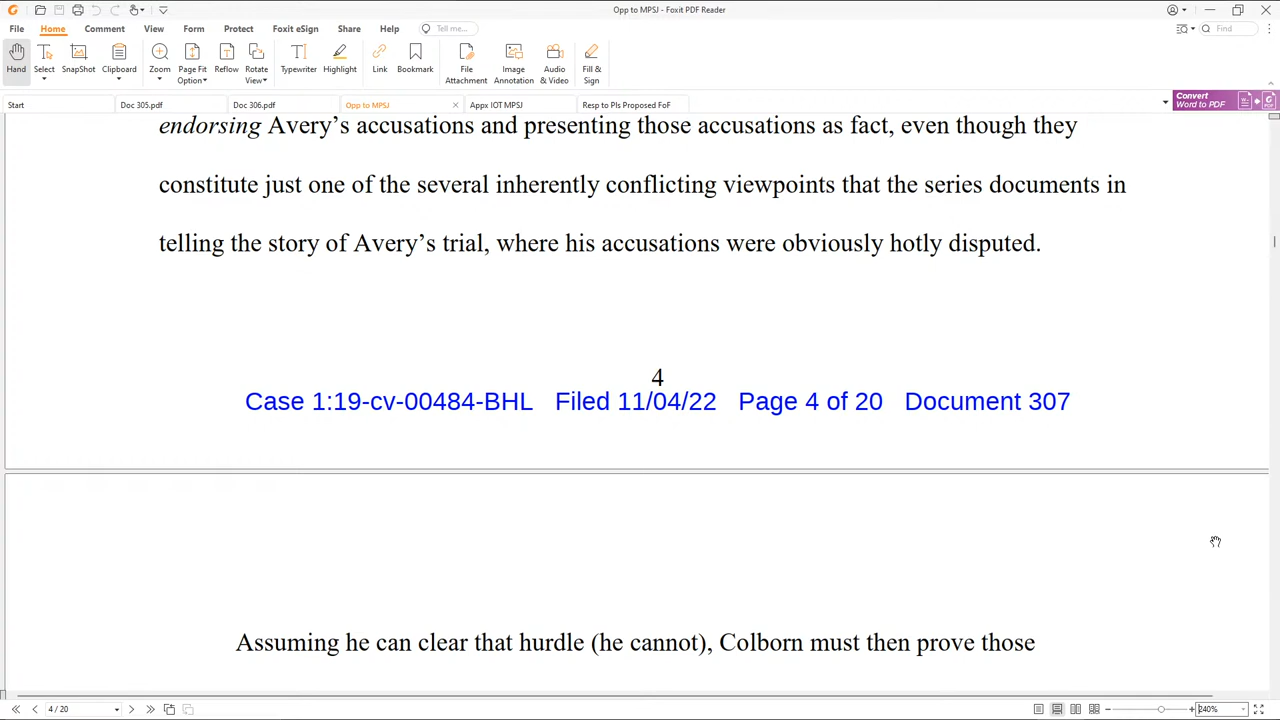 Opp to MPSJ - Foxit PDF Reader
File Home Comment View Form Protect Foxit eSign Share Help Tell me... Find
Hand Select SnapShot Clipboard Zoom Page Fit Option Reflow Rotate View Typewriter Highlight Link Bookmark File Attachment Image Annotation Audio & Video Fill & Sign
Start Doc 305.pdf Doc 306.pdf Opp to MPSJ Appx IOT MPSJ Resp to Pls Proposed FoF Convert Word to PDF
endorsing Avery’s accusations and presenting those accusations as fact, even though they
constitute just one of the several inherently conflicting viewpoints that the series documents in
telling the story of Avery’s trial, where his accusations were obviously hotly disputed.
4
Case 1:19-cv-00484-BHL Filed 11/04/22 Page 4 of 20 Document 307
Assuming he can clear that hurdle (he cannot), Colborn must then prove those
4 / 20 240%